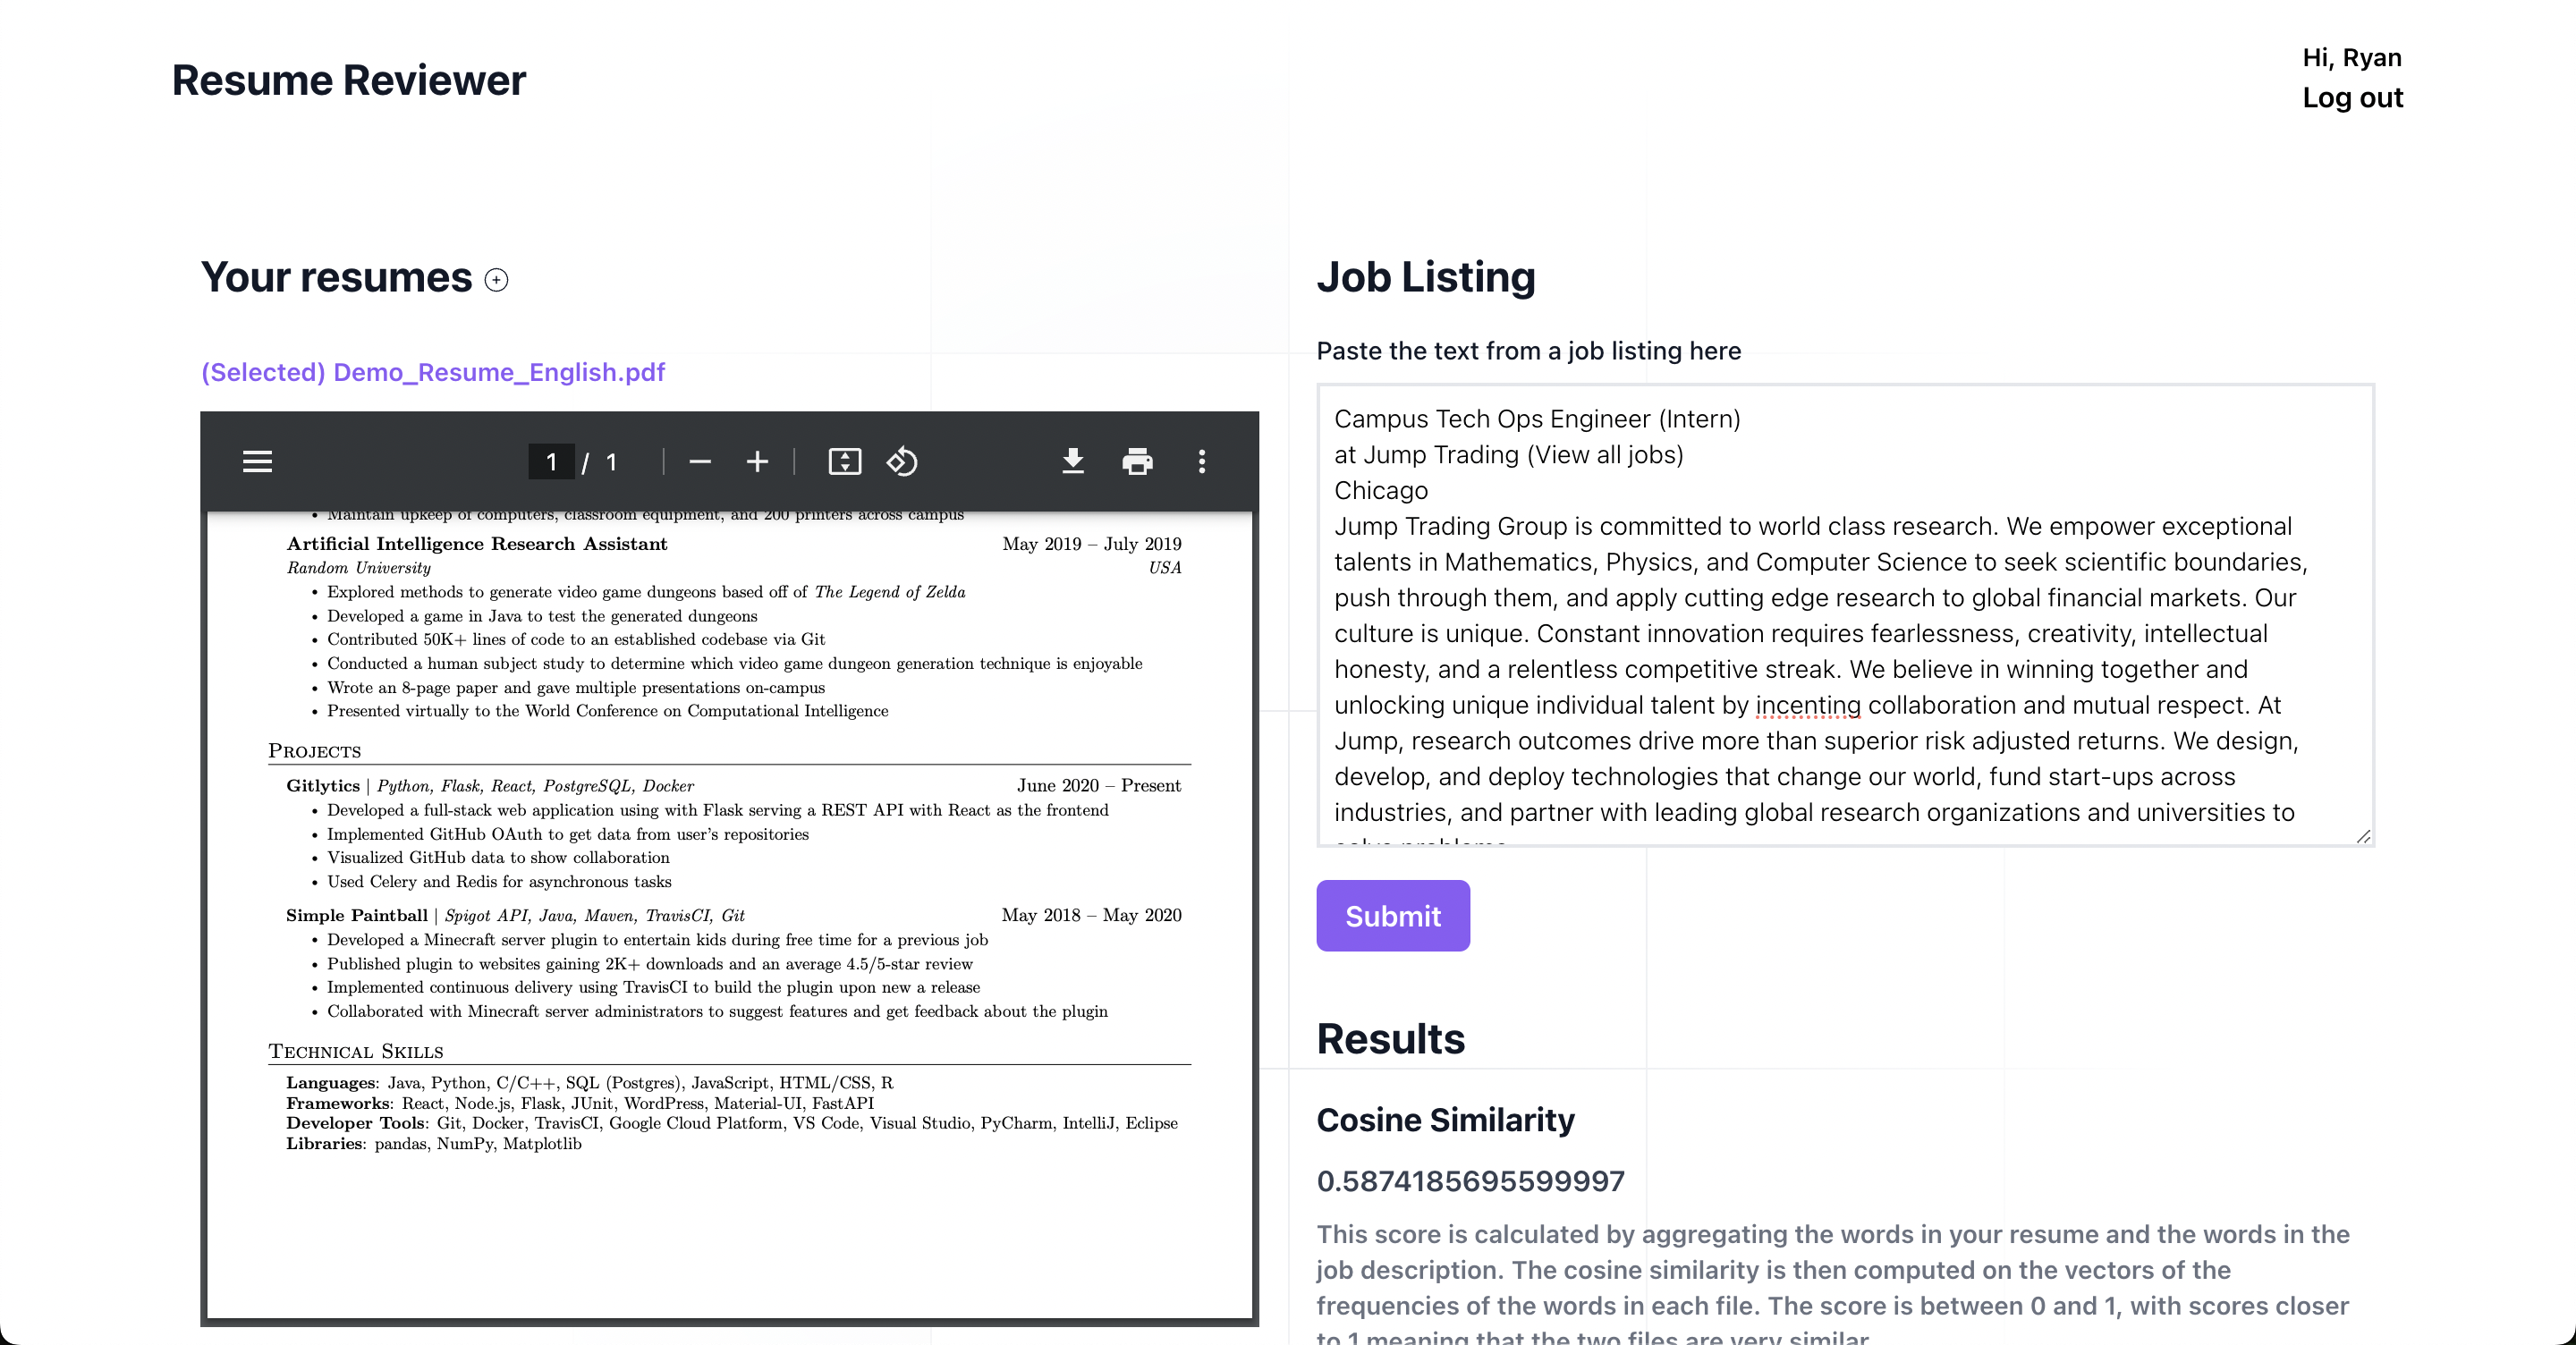 Resume Reviewer
Hi, Ryan
Log out
Your resumes
(Selected) Demo_Resume_English.pdf
1 / 1
• Maintain upkeep of computers, classroom equipment, and 200 printers across campus
Artificial Intelligence Research Assistant May 2019 – July 2019
Random University USA
• Explored methods to generate video game dungeons based off of The Legend of Zelda
• Developed a game in Java to test the generated dungeons
• Contributed 50K+ lines of code to an established codebase via Git
• Conducted a human subject study to determine which video game dungeon generation technique is enjoyable
• Wrote an 8-page paper and gave multiple presentations on-campus
• Presented virtually to the World Conference on Computational Intelligence
Projects
Gitlytics | Python, Flask, React, PostgreSQL, Docker June 2020 – Present
• Developed a full-stack web application using with Flask serving a REST API with React as the frontend
• Implemented GitHub OAuth to get data from user's repositories
• Visualized GitHub data to show collaboration
• Used Celery and Redis for asynchronous tasks
Simple Paintball | Spigot API, Java, Maven, TravisCI, Git May 2018 – May 2020
• Developed a Minecraft server plugin to entertain kids during free time for a previous job
• Published plugin to websites gaining 2K+ downloads and an average 4.5/5-star review
• Implemented continuous delivery using TravisCI to build the plugin upon new a release
• Collaborated with Minecraft server administrators to suggest features and get feedback about the plugin
Technical Skills
Languages: Java, Python, C/C++, SQL (Postgres), JavaScript, HTML/CSS, R
Frameworks: React, Node.js, Flask, JUnit, WordPress, Material-UI, FastAPI
Developer Tools: Git, Docker, TravisCI, Google Cloud Platform, VS Code, Visual Studio, PyCharm, IntelliJ, Eclipse
Libraries: pandas, NumPy, Matplotlib
Job Listing
Paste the text from a job listing here
Campus Tech Ops Engineer (Intern)
at Jump Trading (View all jobs)
Chicago
Jump Trading Group is committed to world class research. We empower exceptional
talents in Mathematics, Physics, and Computer Science to seek scientific boundaries,
push through them, and apply cutting edge research to global financial markets. Our
culture is unique. Constant innovation requires fearlessness, creativity, intellectual
honesty, and a relentless competitive streak. We believe in winning together and
unlocking unique individual talent by incenting collaboration and mutual respect. At
Jump, research outcomes drive more than superior risk adjusted returns. We design,
develop, and deploy technologies that change our world, fund start-ups across
industries, and partner with leading global research organizations and universities to
solve problems.
Submit
Results
Cosine Similarity
0.5874185695599997
This score is calculated by aggregating the words in your resume and the words in the
job description. The cosine similarity is then computed on the vectors of the
frequencies of the words in each file. The score is between 0 and 1, with scores closer
to 1 meaning that the two files are very similar.